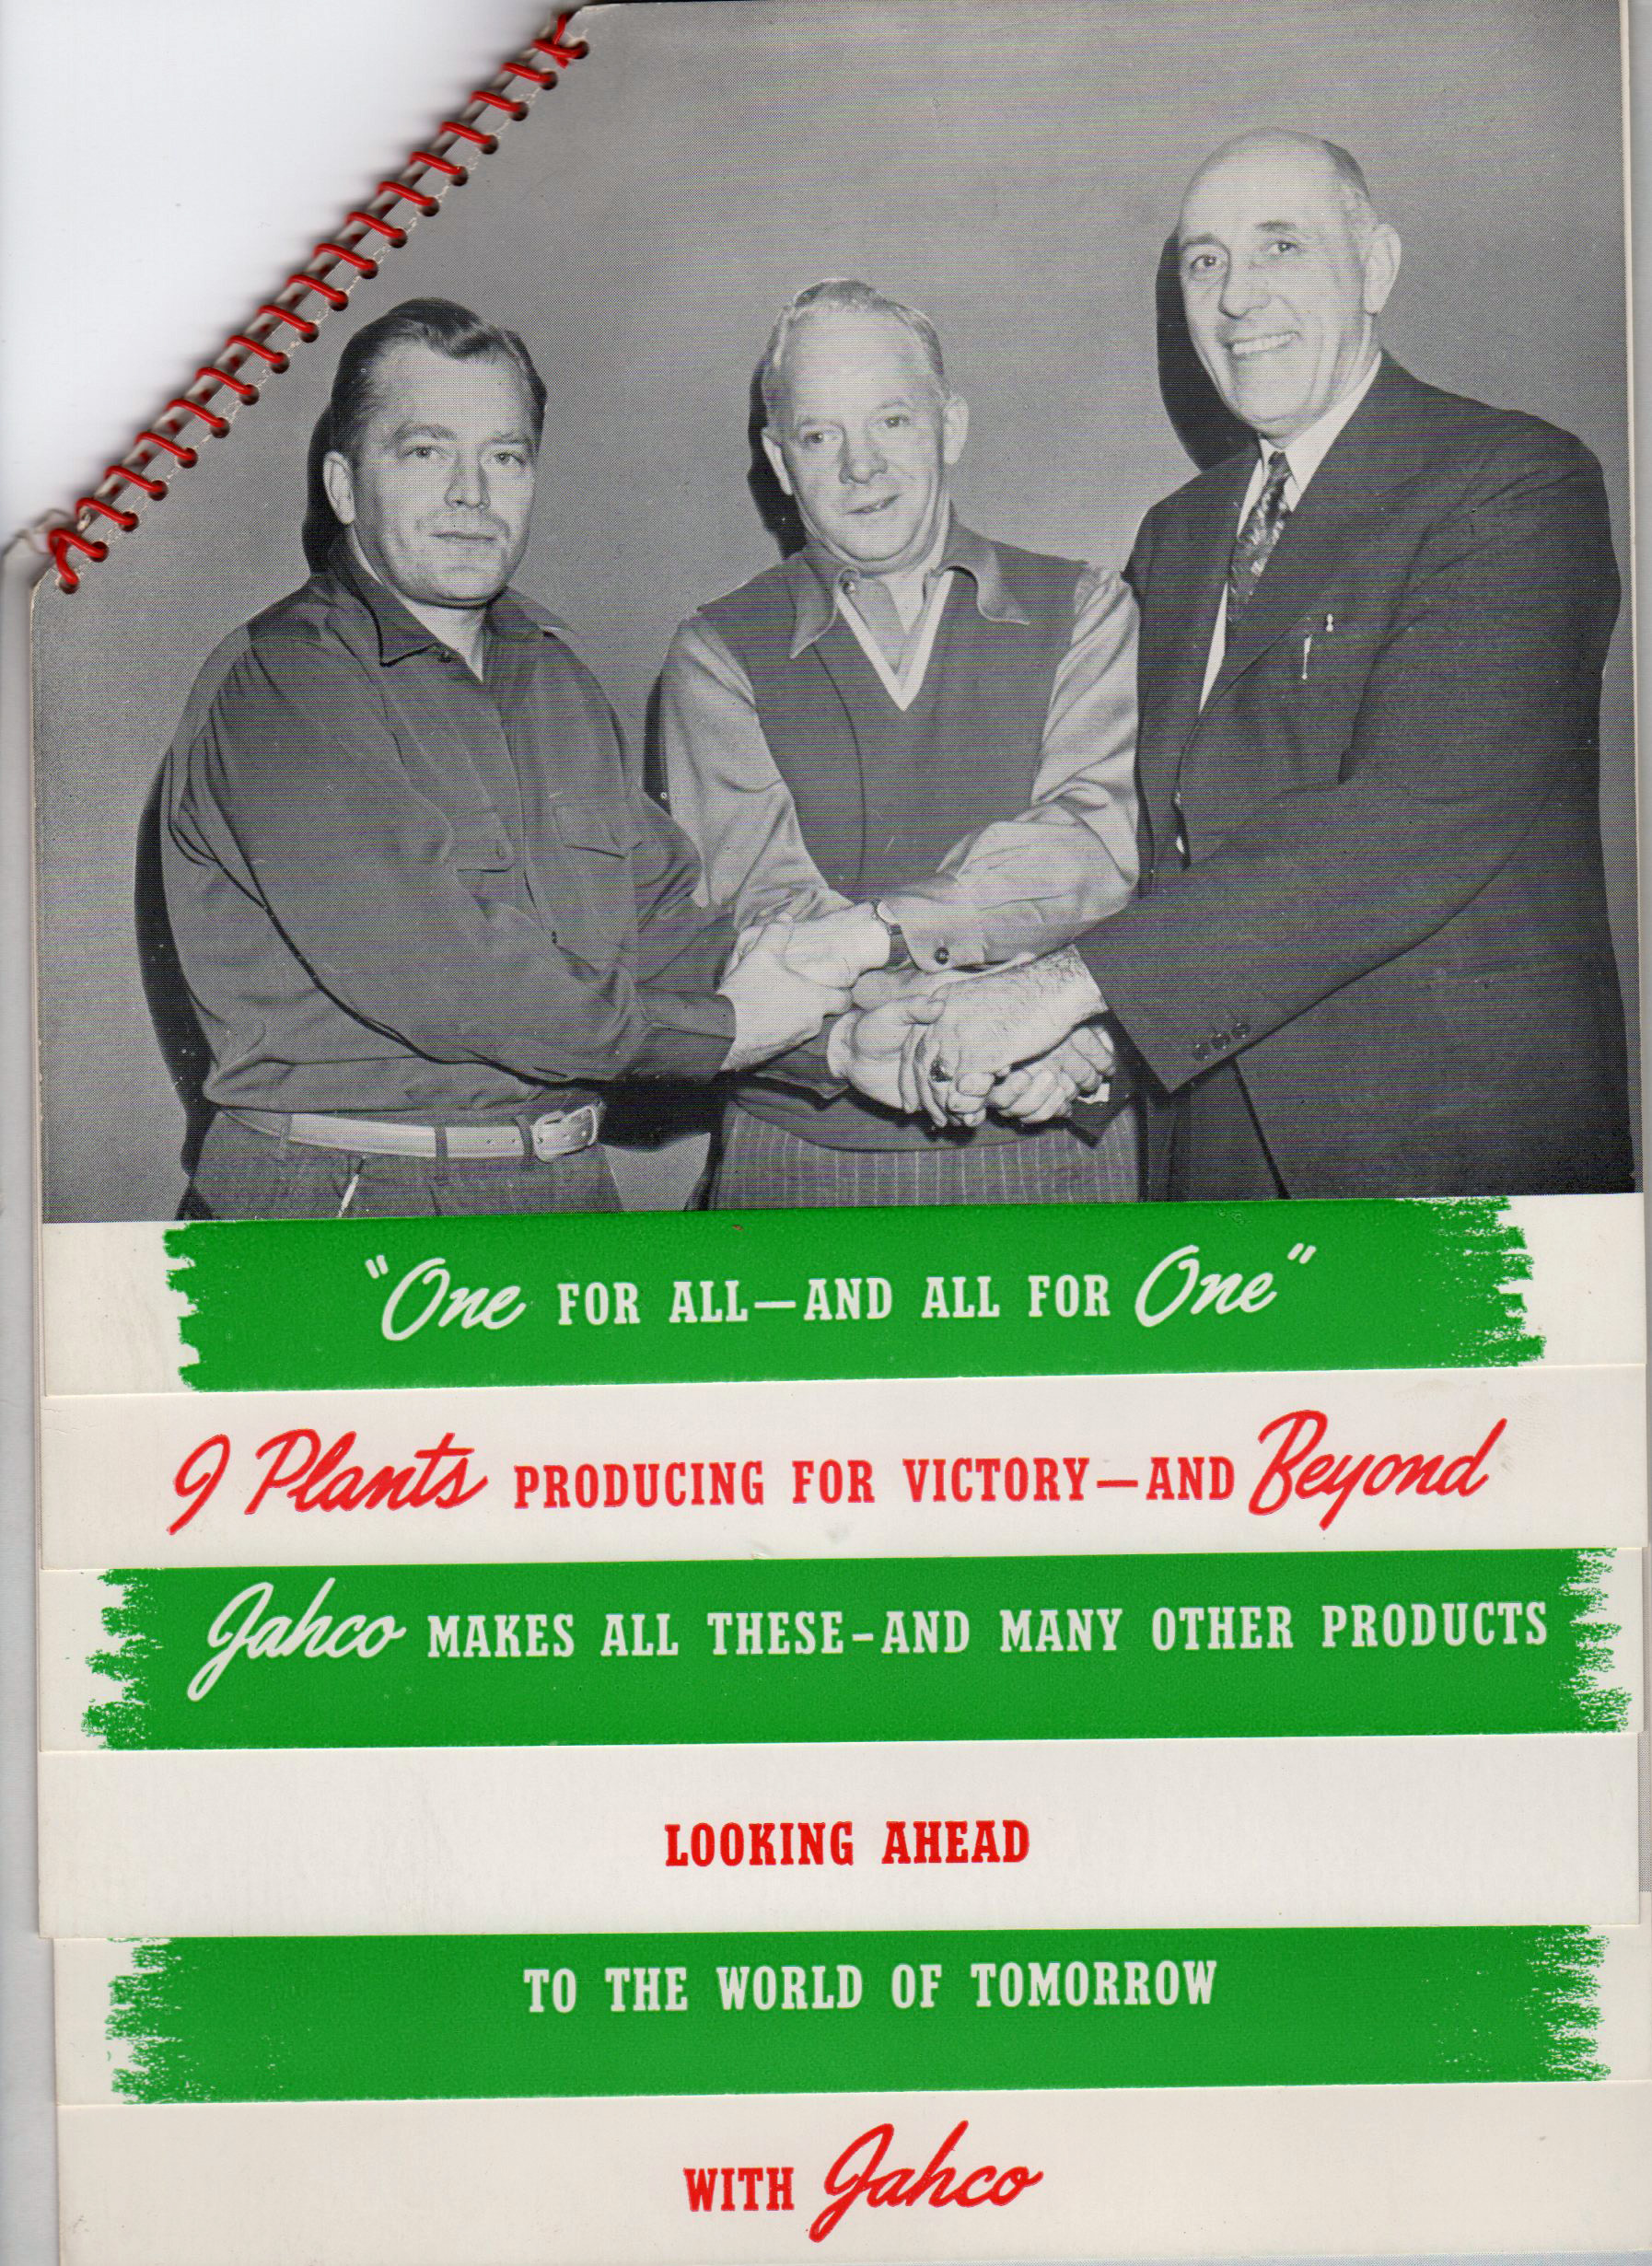 "One FOR ALL—AND ALL FOR One"
9 Plants PRODUCING FOR VICTORY—AND Beyond
Jahco MAKES ALL THESE-AND MANY OTHER PRODUCTS
LOOKING AHEAD
TO THE WORLD OF TOMORROW
WITH Jahco